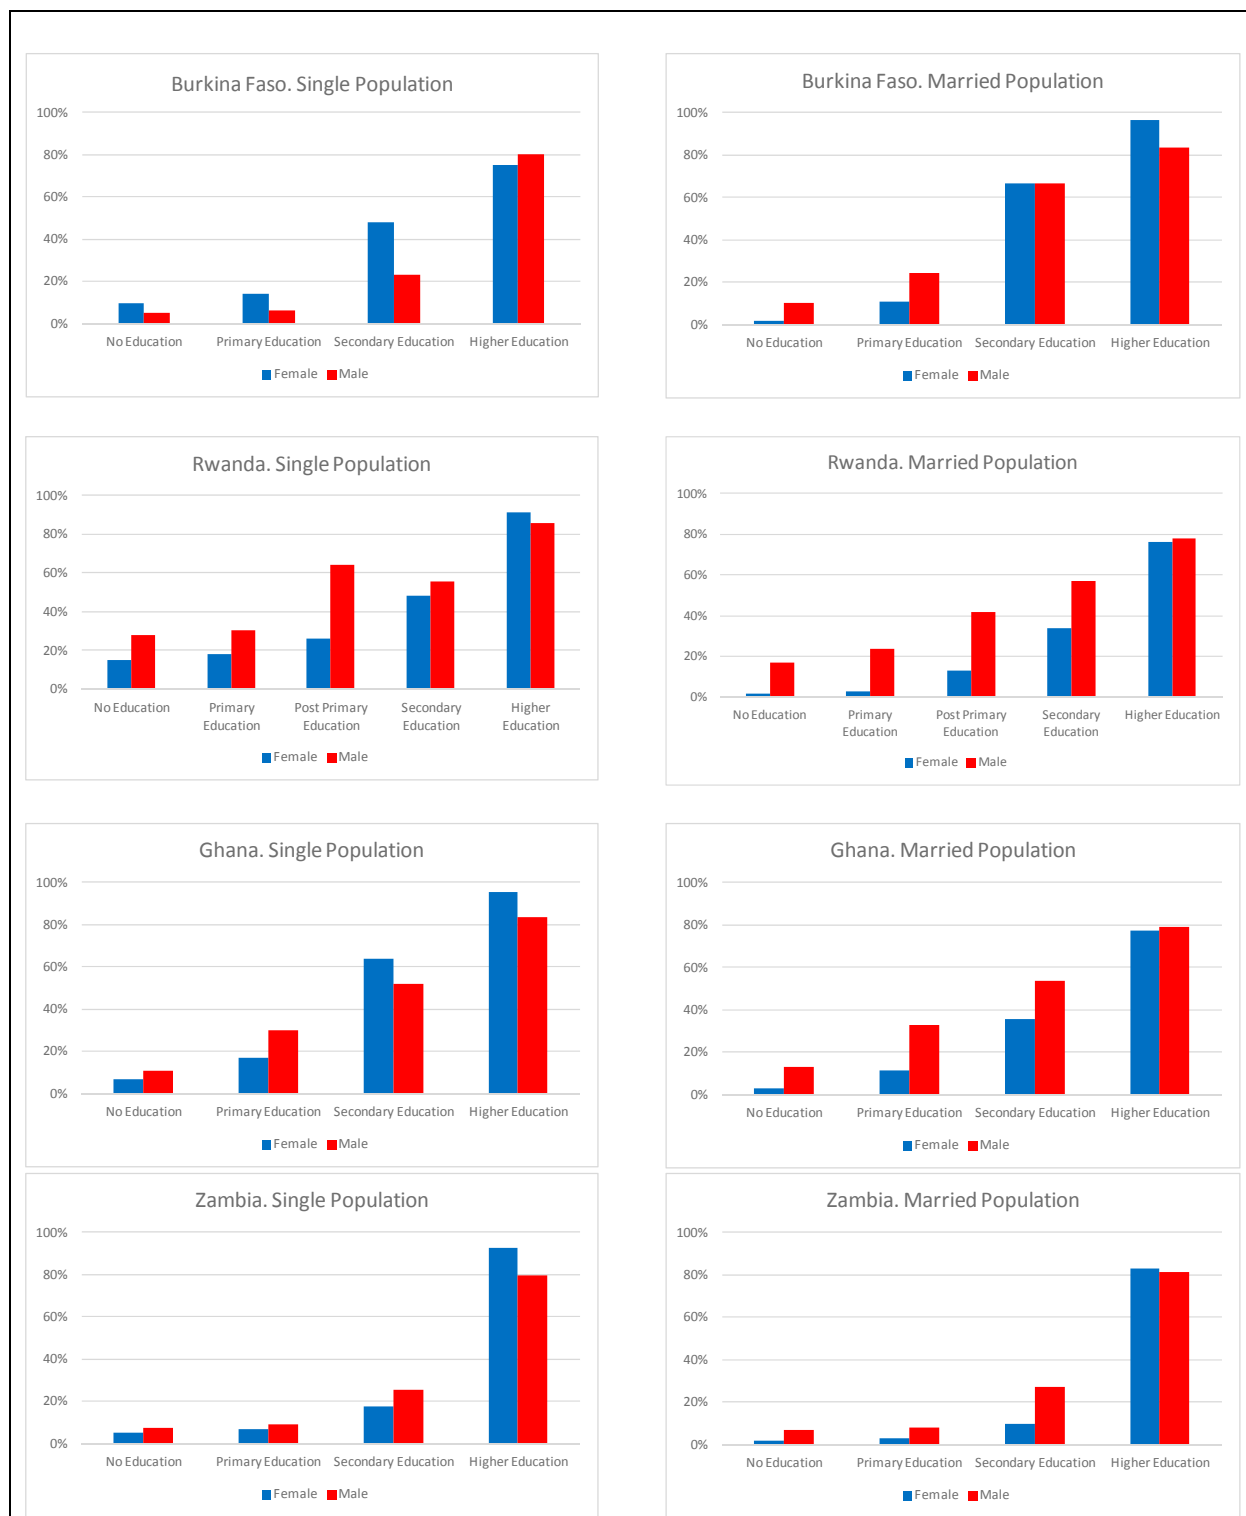 Burkina Faso. Single Population
100%
80%
60%
40%
20%
0%
No Education Primary Education Secondary Education Higher Education
Female Male
Burkina Faso. Married Population
100%
80%
60%
40%
20%
0%
No Education Primary Education Secondary Education Higher Education
Female Male
Rwanda. Single Population
100%
80%
60%
40%
20%
0%
No Education Primary Post Primary Secondary Higher
Education Education Education Education
Female Male
Rwanda. Married Population
100%
80%
60%
40%
20%
0%
No Education Primary Post Primary Secondary Higher Education
Education Education Education
Female Male
Ghana. Single Population
100%
80%
60%
40%
20%
0%
No Education Primary Education Secondary Education Higher Education
Female Male
Ghana. Married Population
100%
80%
60%
40%
20%
0%
No Education Primary Education Secondary Education Higher Education
Female Male
Zambia. Single Population
100%
80%
60%
40%
20%
0%
No Education Primary Education Secondary Education Higher Education
Female Male
Zambia. Married Population
100%
80%
60%
40%
20%
0%
No Education Primary Education Secondary Education Higher Education
Female Male